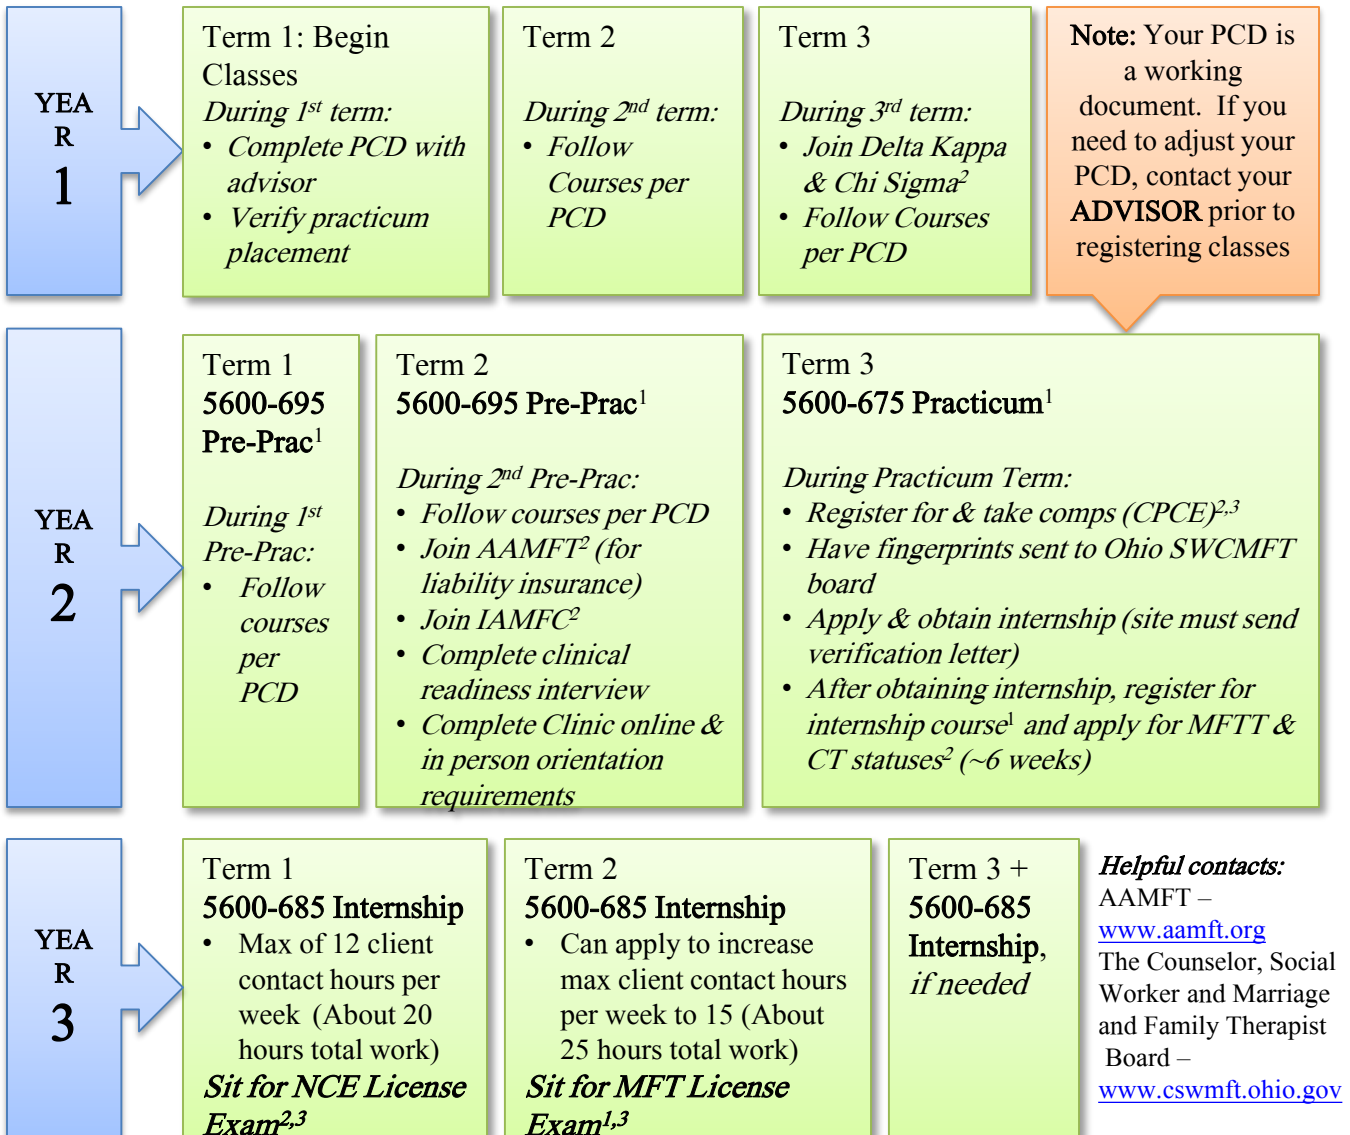 YEA
R
1
Term 1: Begin
Classes
During 1st term:
• Complete PCD with
advisor
• Verify practicum
placement
Term 2
During 2nd term:
• Follow
Courses per
PCD
Term 3
During 3rd term:
• Join Delta Kappa
& Chi Sigma2
• Follow Courses
per PCD
Note: Your PCD is
a working
document. If you
need to adjust your
PCD, contact your
ADVISOR prior to
registering classes
YEA
R
2
Term 1
5600-695
Pre-Prac1
During 1st
Pre-Prac:
• Follow
courses
per
PCD
Term 2
5600-695 Pre-Prac1
During 2nd Pre-Prac:
• Follow courses per PCD
• Join AAMFT2 (for
liability insurance)
• Join IAMFC2
• Complete clinical
readiness interview
• Complete Clinic online &
in person orientation
requirements
Term 3
5600-675 Practicum1
During Practicum Term:
• Register for & take comps (CPCE)2,3
• Have fingerprints sent to Ohio SWCMFT
board
• Apply & obtain internship (site must send
verification letter)
• After obtaining internship, register for
internship course1 and apply for MFTT &
CT statuses2 (~6 weeks)
YEA
R
3
Term 1
5600-685 Internship
• Max of 12 client
contact hours per
week (About 20
hours total work)
Sit for NCE License
Exam2,3
Term 2
5600-685 Internship
• Can apply to increase
max client contact hours
per week to 15 (About
25 hours total work)
Sit for MFT License
Exam1,3
Term 3 +
5600-685
Internship,
if needed
Helpful contacts:
AAMFT –
www.aamft.org
The Counselor, Social
Worker and Marriage
and Family Therapist
Board –
www.cswmft.ohio.gov